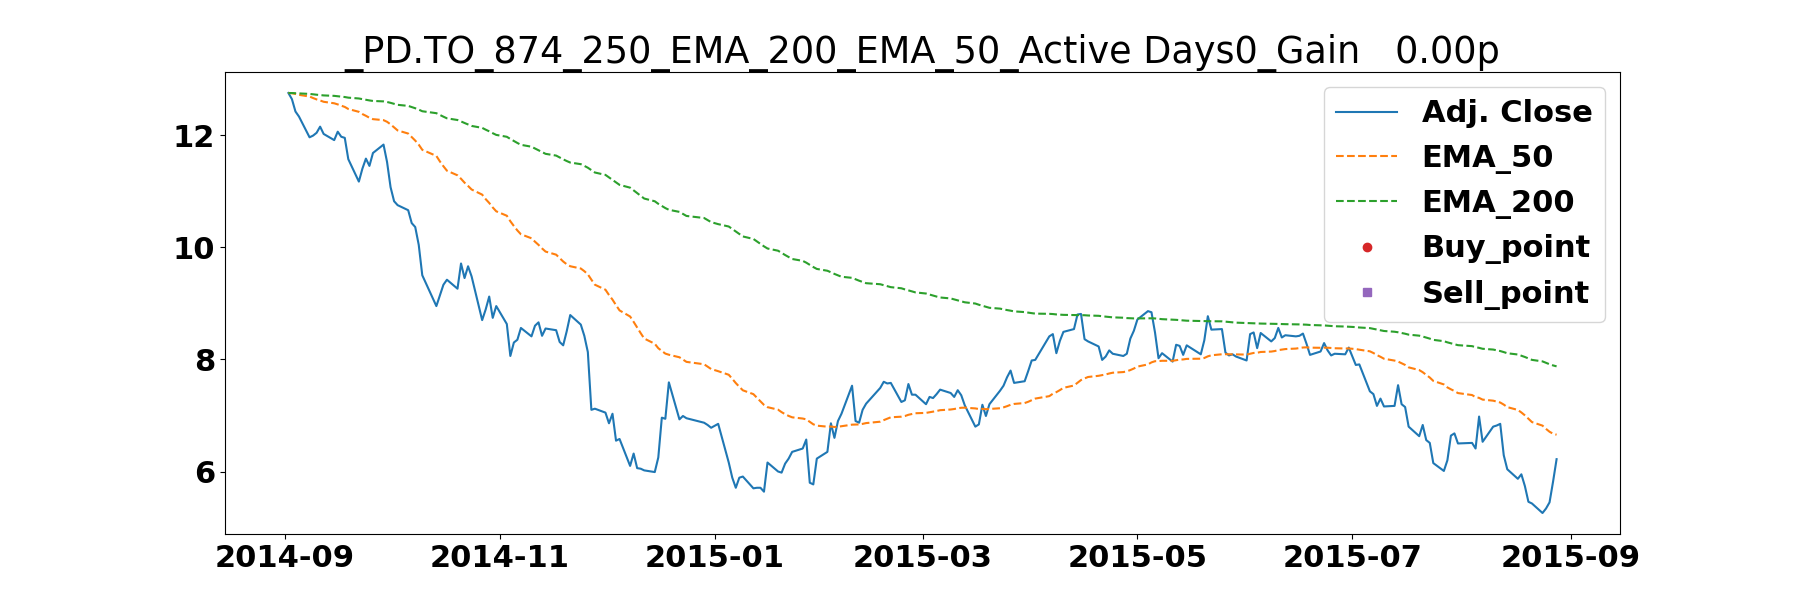 _PD.TO_874_250_EMA_200_EMA_50_Active Days0_Gain   0.00p
Adj. Close
EMA_50
EMA_200
Buy_point
Sell_point
12
10
8
6
2014-09 2014-11 2015-01 2015-03 2015-05 2015-07 2015-09